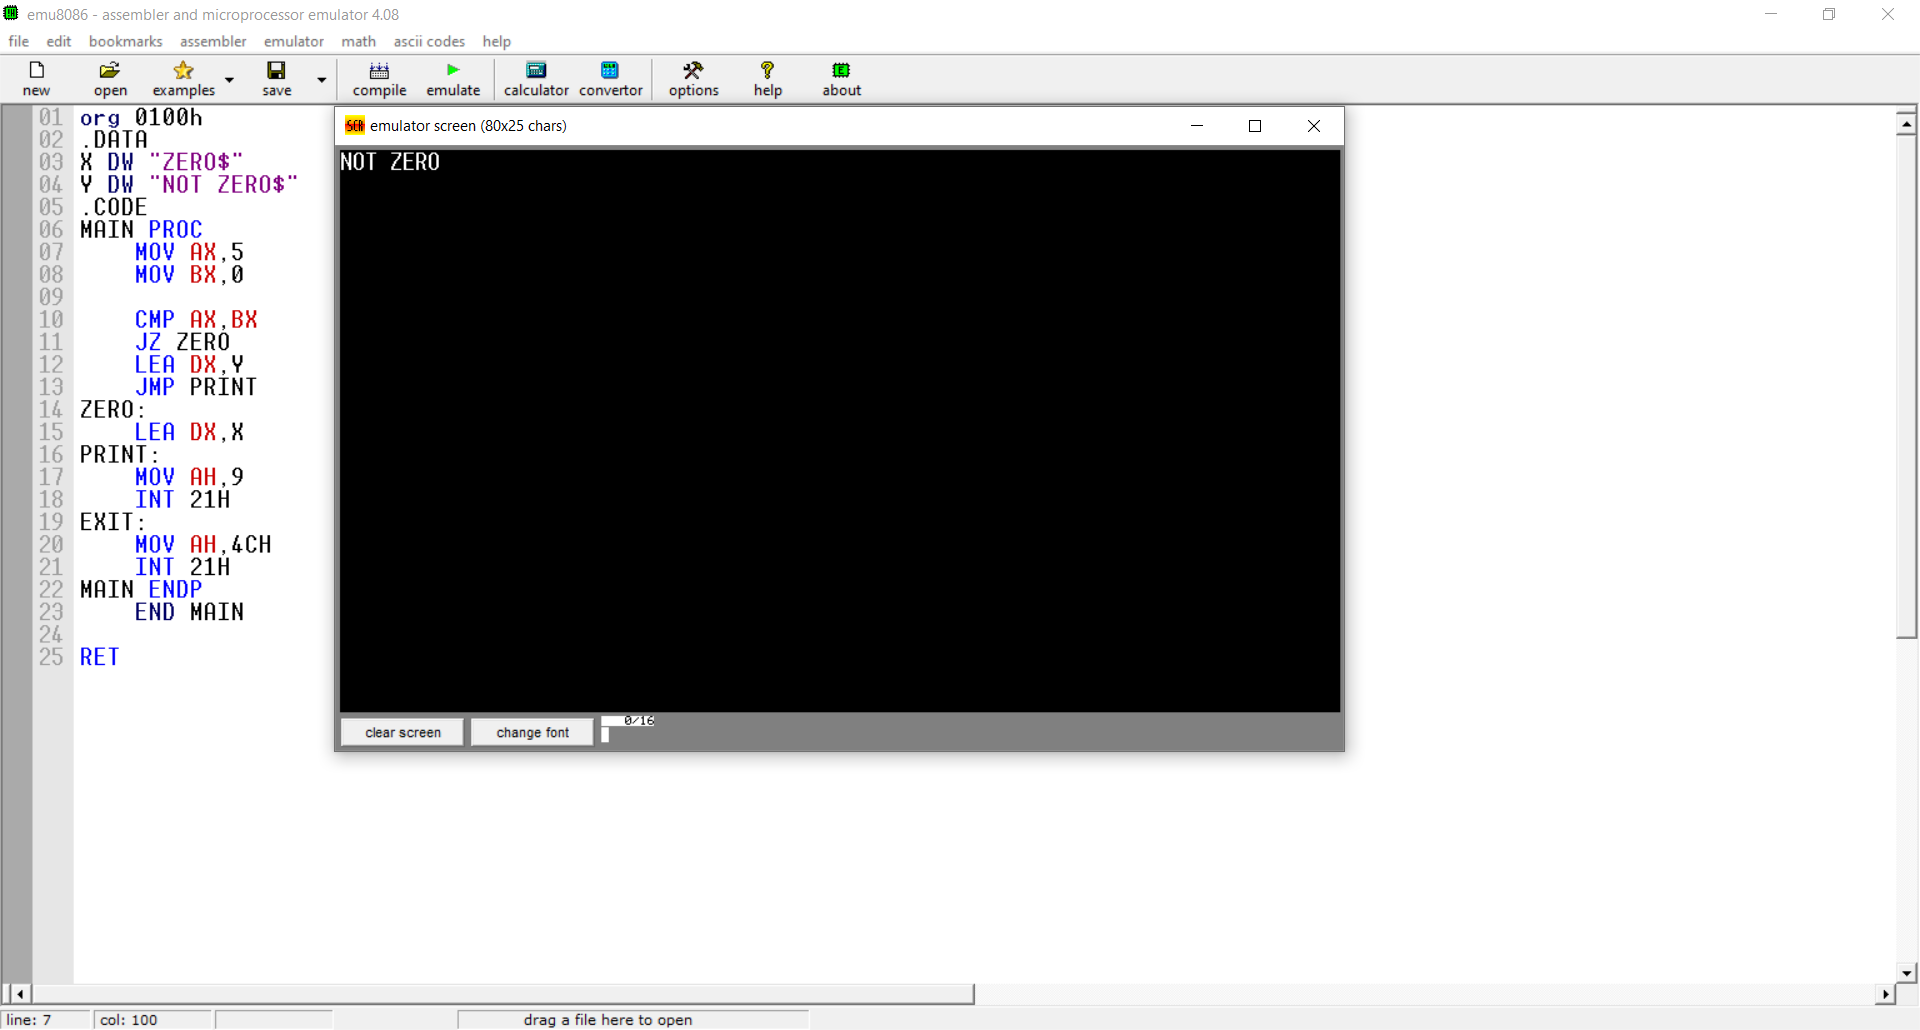 emu8086 - assembler and microprocessor emulator 4.08
file edit bookmarks assembler emulator math ascii codes help
new open examples save compile emulate calculator convertor options help about
01 org 0100h
02 .DATA
03 X DW "ZERO$"
04 Y DW "NOT ZERO$"
05 .CODE
06 MAIN PROC
07 MOV AX,5
08 MOV BX,0
09
10 CMP AX,BX
11 JZ ZERO
12 LEA DX,Y
13 JMP PRINT
14 ZERO:
15 LEA DX,X
16 PRINT:
17 MOV AH,9
18 INT 21H
19 EXIT:
20 MOV AH,4CH
21 INT 21H
22 MAIN ENDP
23 END MAIN
24
25 RET
SCR emulator screen (80x25 chars)
NOT ZERO
clear screen change font 0/16
line: 7 col: 100 drag a file here to open